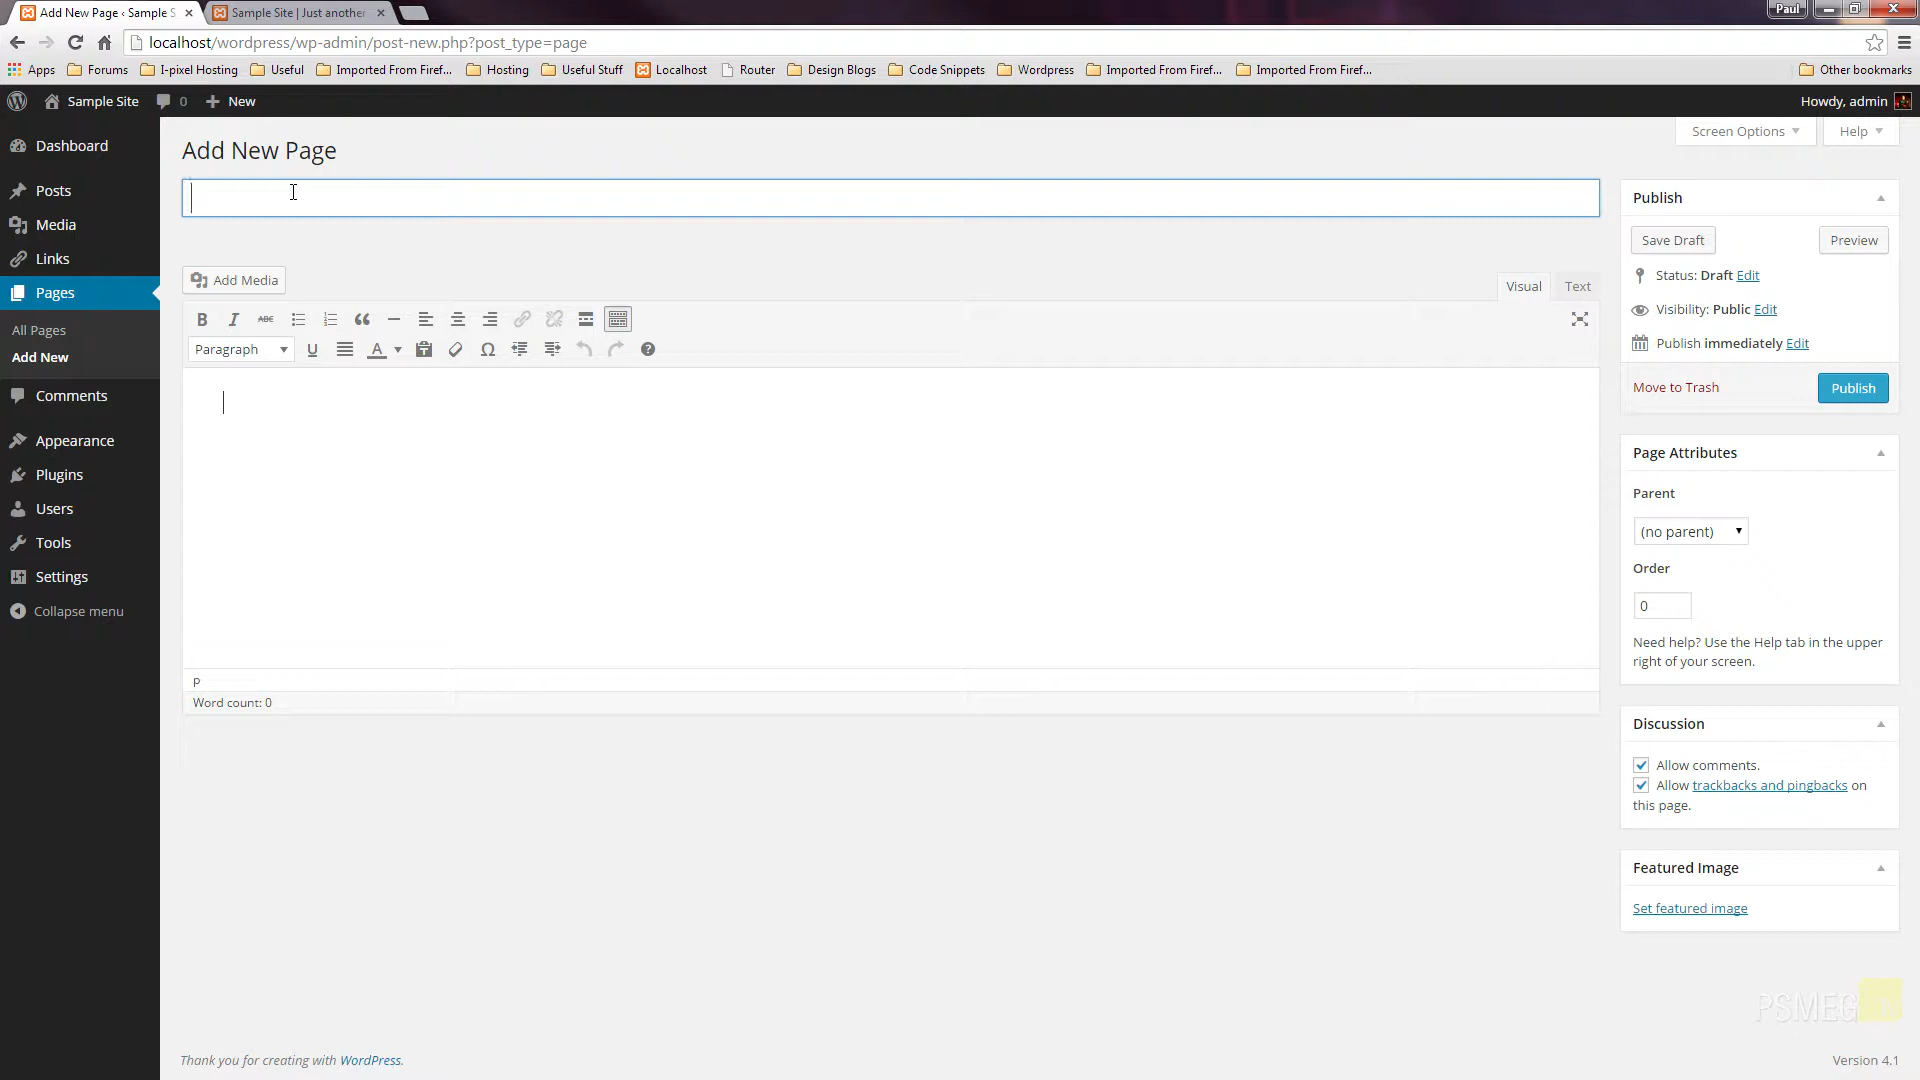 Add New Page ‹ Sample S
Sample Site | Just another
Paul
localhost/wordpress/wp-admin/post-new.php?post_type=page
Apps Forums I-pixel Hosting Useful Imported From Firef... Hosting Useful Stuff Localhost Router Design Blogs Code Snippets Wordpress Imported From Firef... Imported From Firef... Other bookmarks
Sample Site 0 New Howdy, admin
Screen Options Help
Dashboard
Posts
Media
Links
Pages
All Pages
Add New
Comments
Appearance
Plugins
Users
Tools
Settings
Collapse menu
Add New Page
Add Media
Visual Text
B I ABC
Paragraph U A Ω ?
p
Word count: 0
Publish
Save Draft Preview
Status: Draft Edit
Visibility: Public Edit
Publish immediately Edit
Move to Trash Publish
Page Attributes
Parent
(no parent)
Order
0
Need help? Use the Help tab in the upper
right of your screen.
Discussion
Allow comments.
Allow trackbacks and pingbacks on
this page.
Featured Image
Set featured image
PSMEG
Thank you for creating with WordPress.
Version 4.1